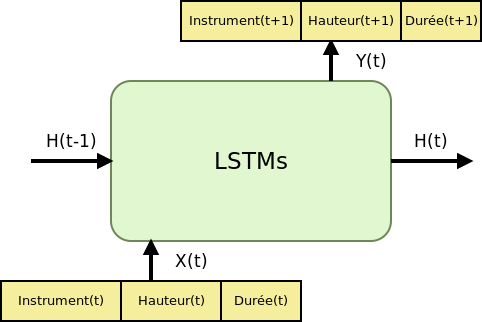 Instrument(t+1) Hauteur(t+1) Durée(t+1)
Y(t)
H(t-1)
LSTMs
H(t)
X(t)
Instrument(t) Hauteur(t) Durée(t)